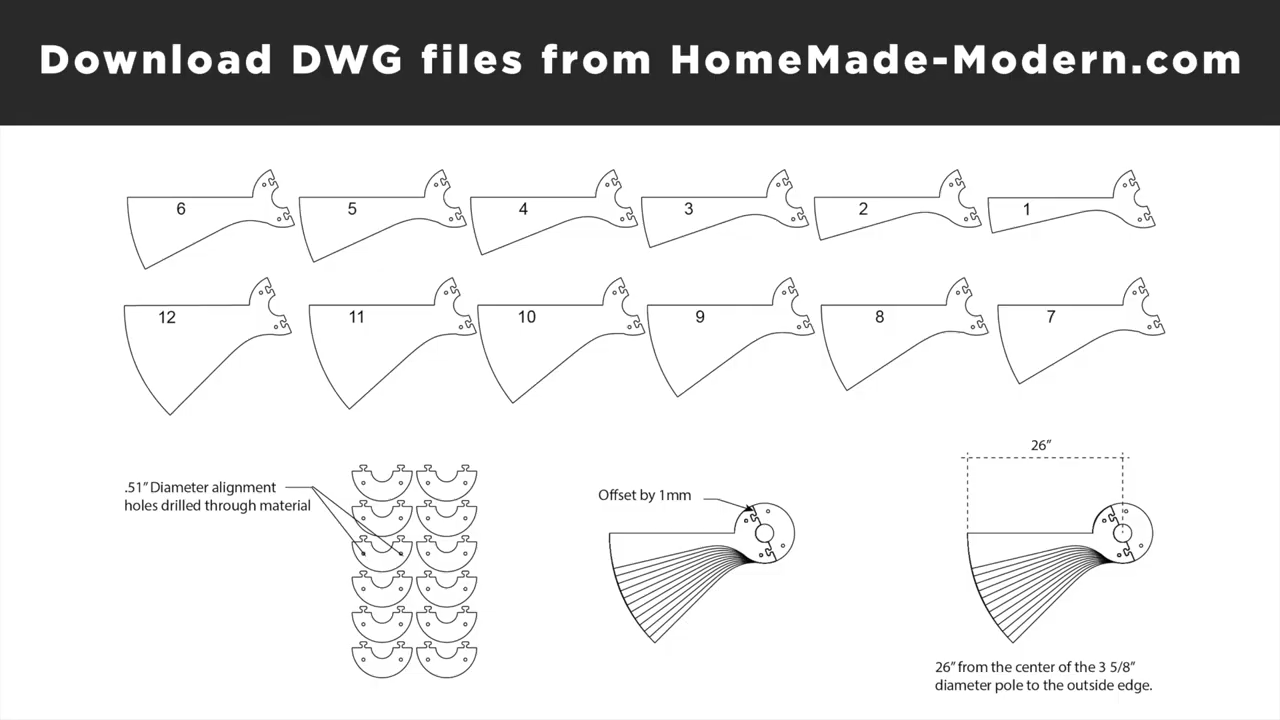 Download DWG files from HomeMade-Modern.com
6
5
4
3
2
1
12
11
10
9
8
7
26”
.51” Diameter alignment
holes drilled through material
Offset by 1mm
26” from the center of the 3 5/8”
diameter pole to the outside edge.